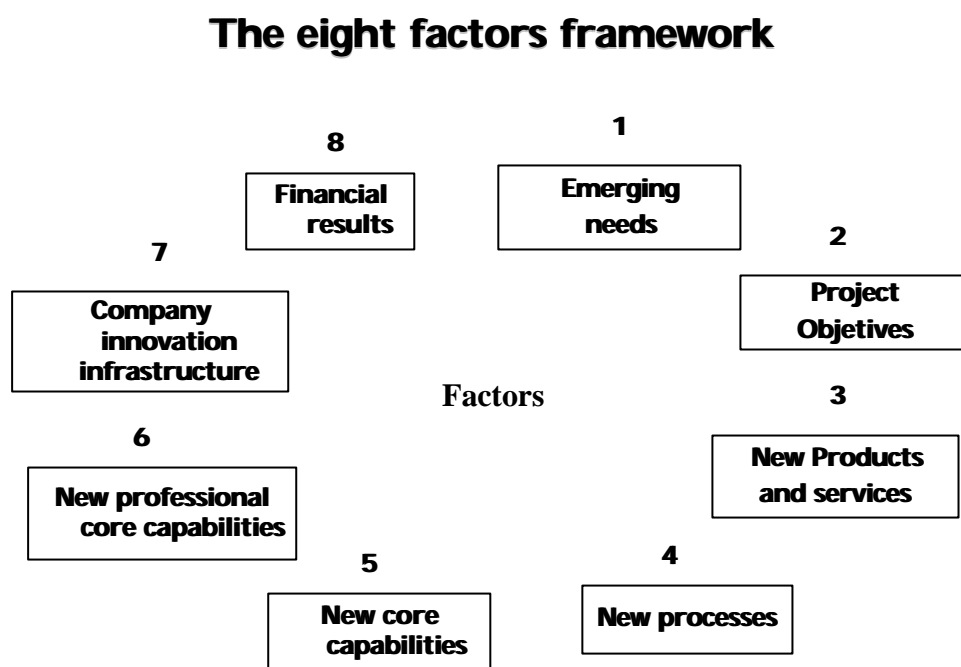 The eight factors framework
1
Emerging
needs
2
Project
Objetives
3
New Products
and services
4
New processes
5
New core
capabilities
6
New professional
core capabilities
7
Company
innovation
infrastructure
8
Financial
results
Factors